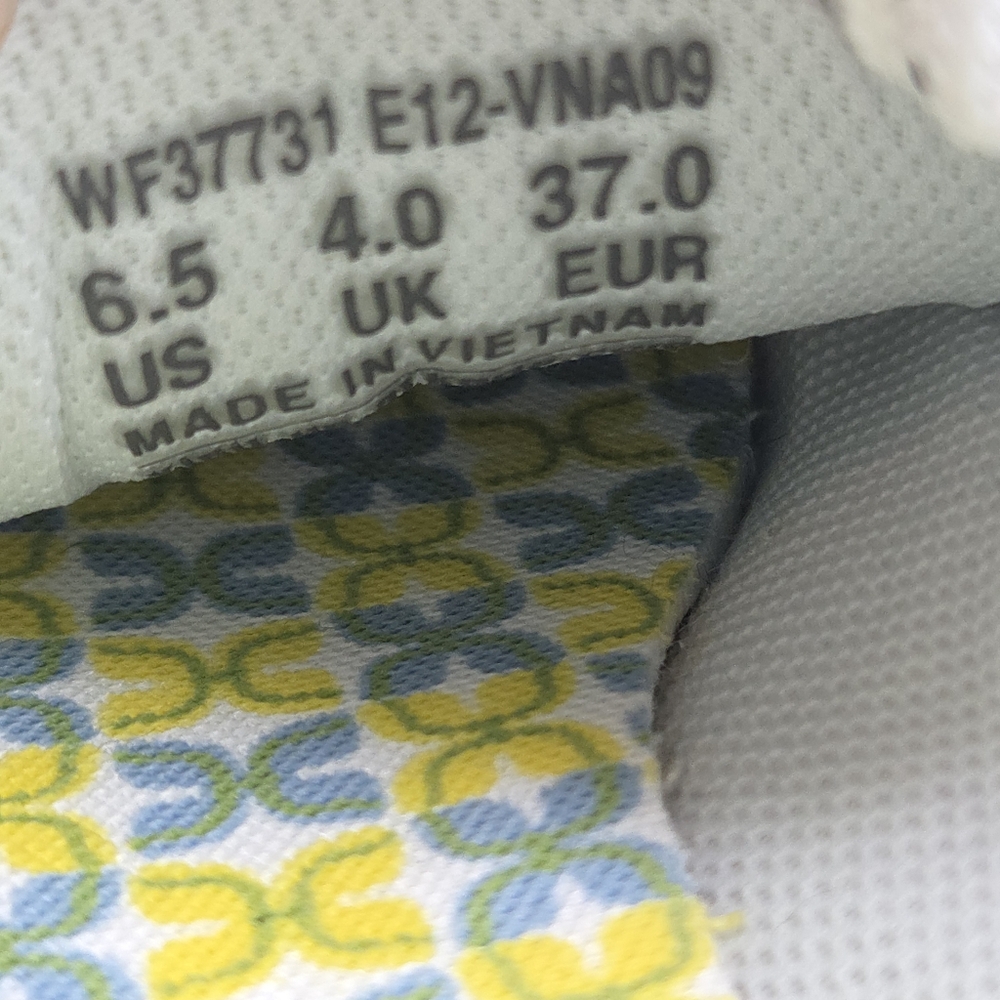 WF37731 E12-VNA09
6.5 4.0 37.0
US UK EUR
MADE IN VIETNAM